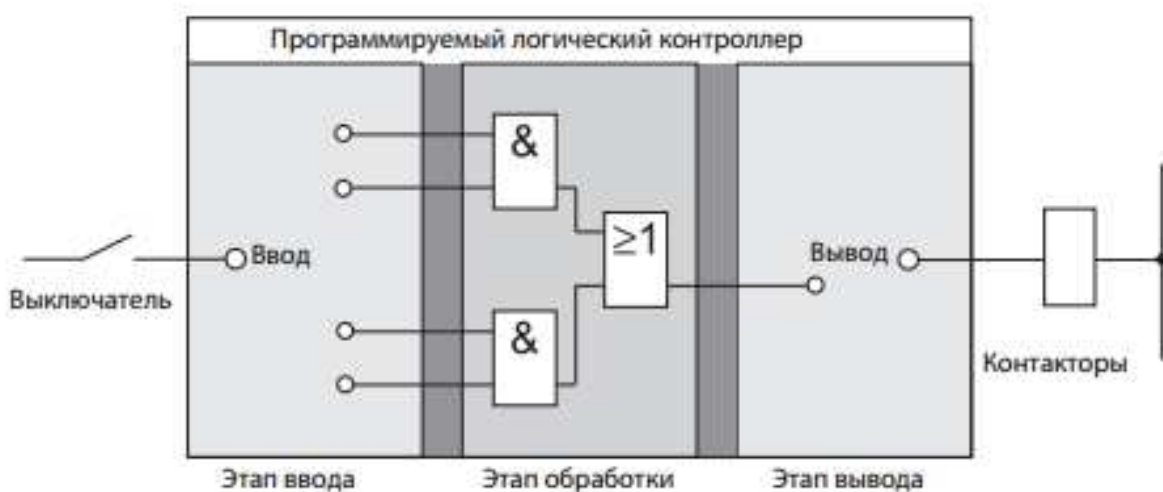 Программируемый логический контроллер
&
≥1
Ввод
Вывод
Выключатель
&
Контакторы
Этап ввода
Этап обработки
Этап вывода